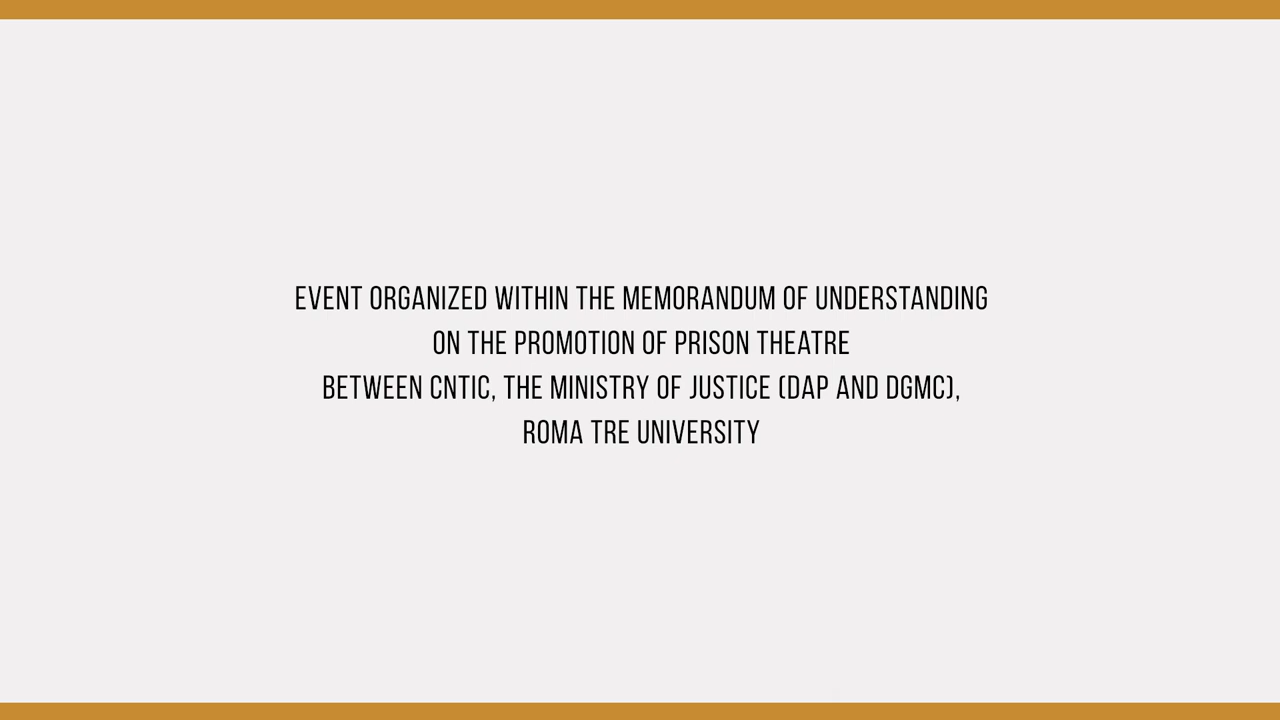 EVENT ORGANIZED WITHIN THE MEMORANDUM OF UNDERSTANDING
ON THE PROMOTION OF PRISON THEATRE
BETWEEN CNTIC, THE MINISTRY OF JUSTICE (DAP AND DGMC),
ROMA TRE UNIVERSITY